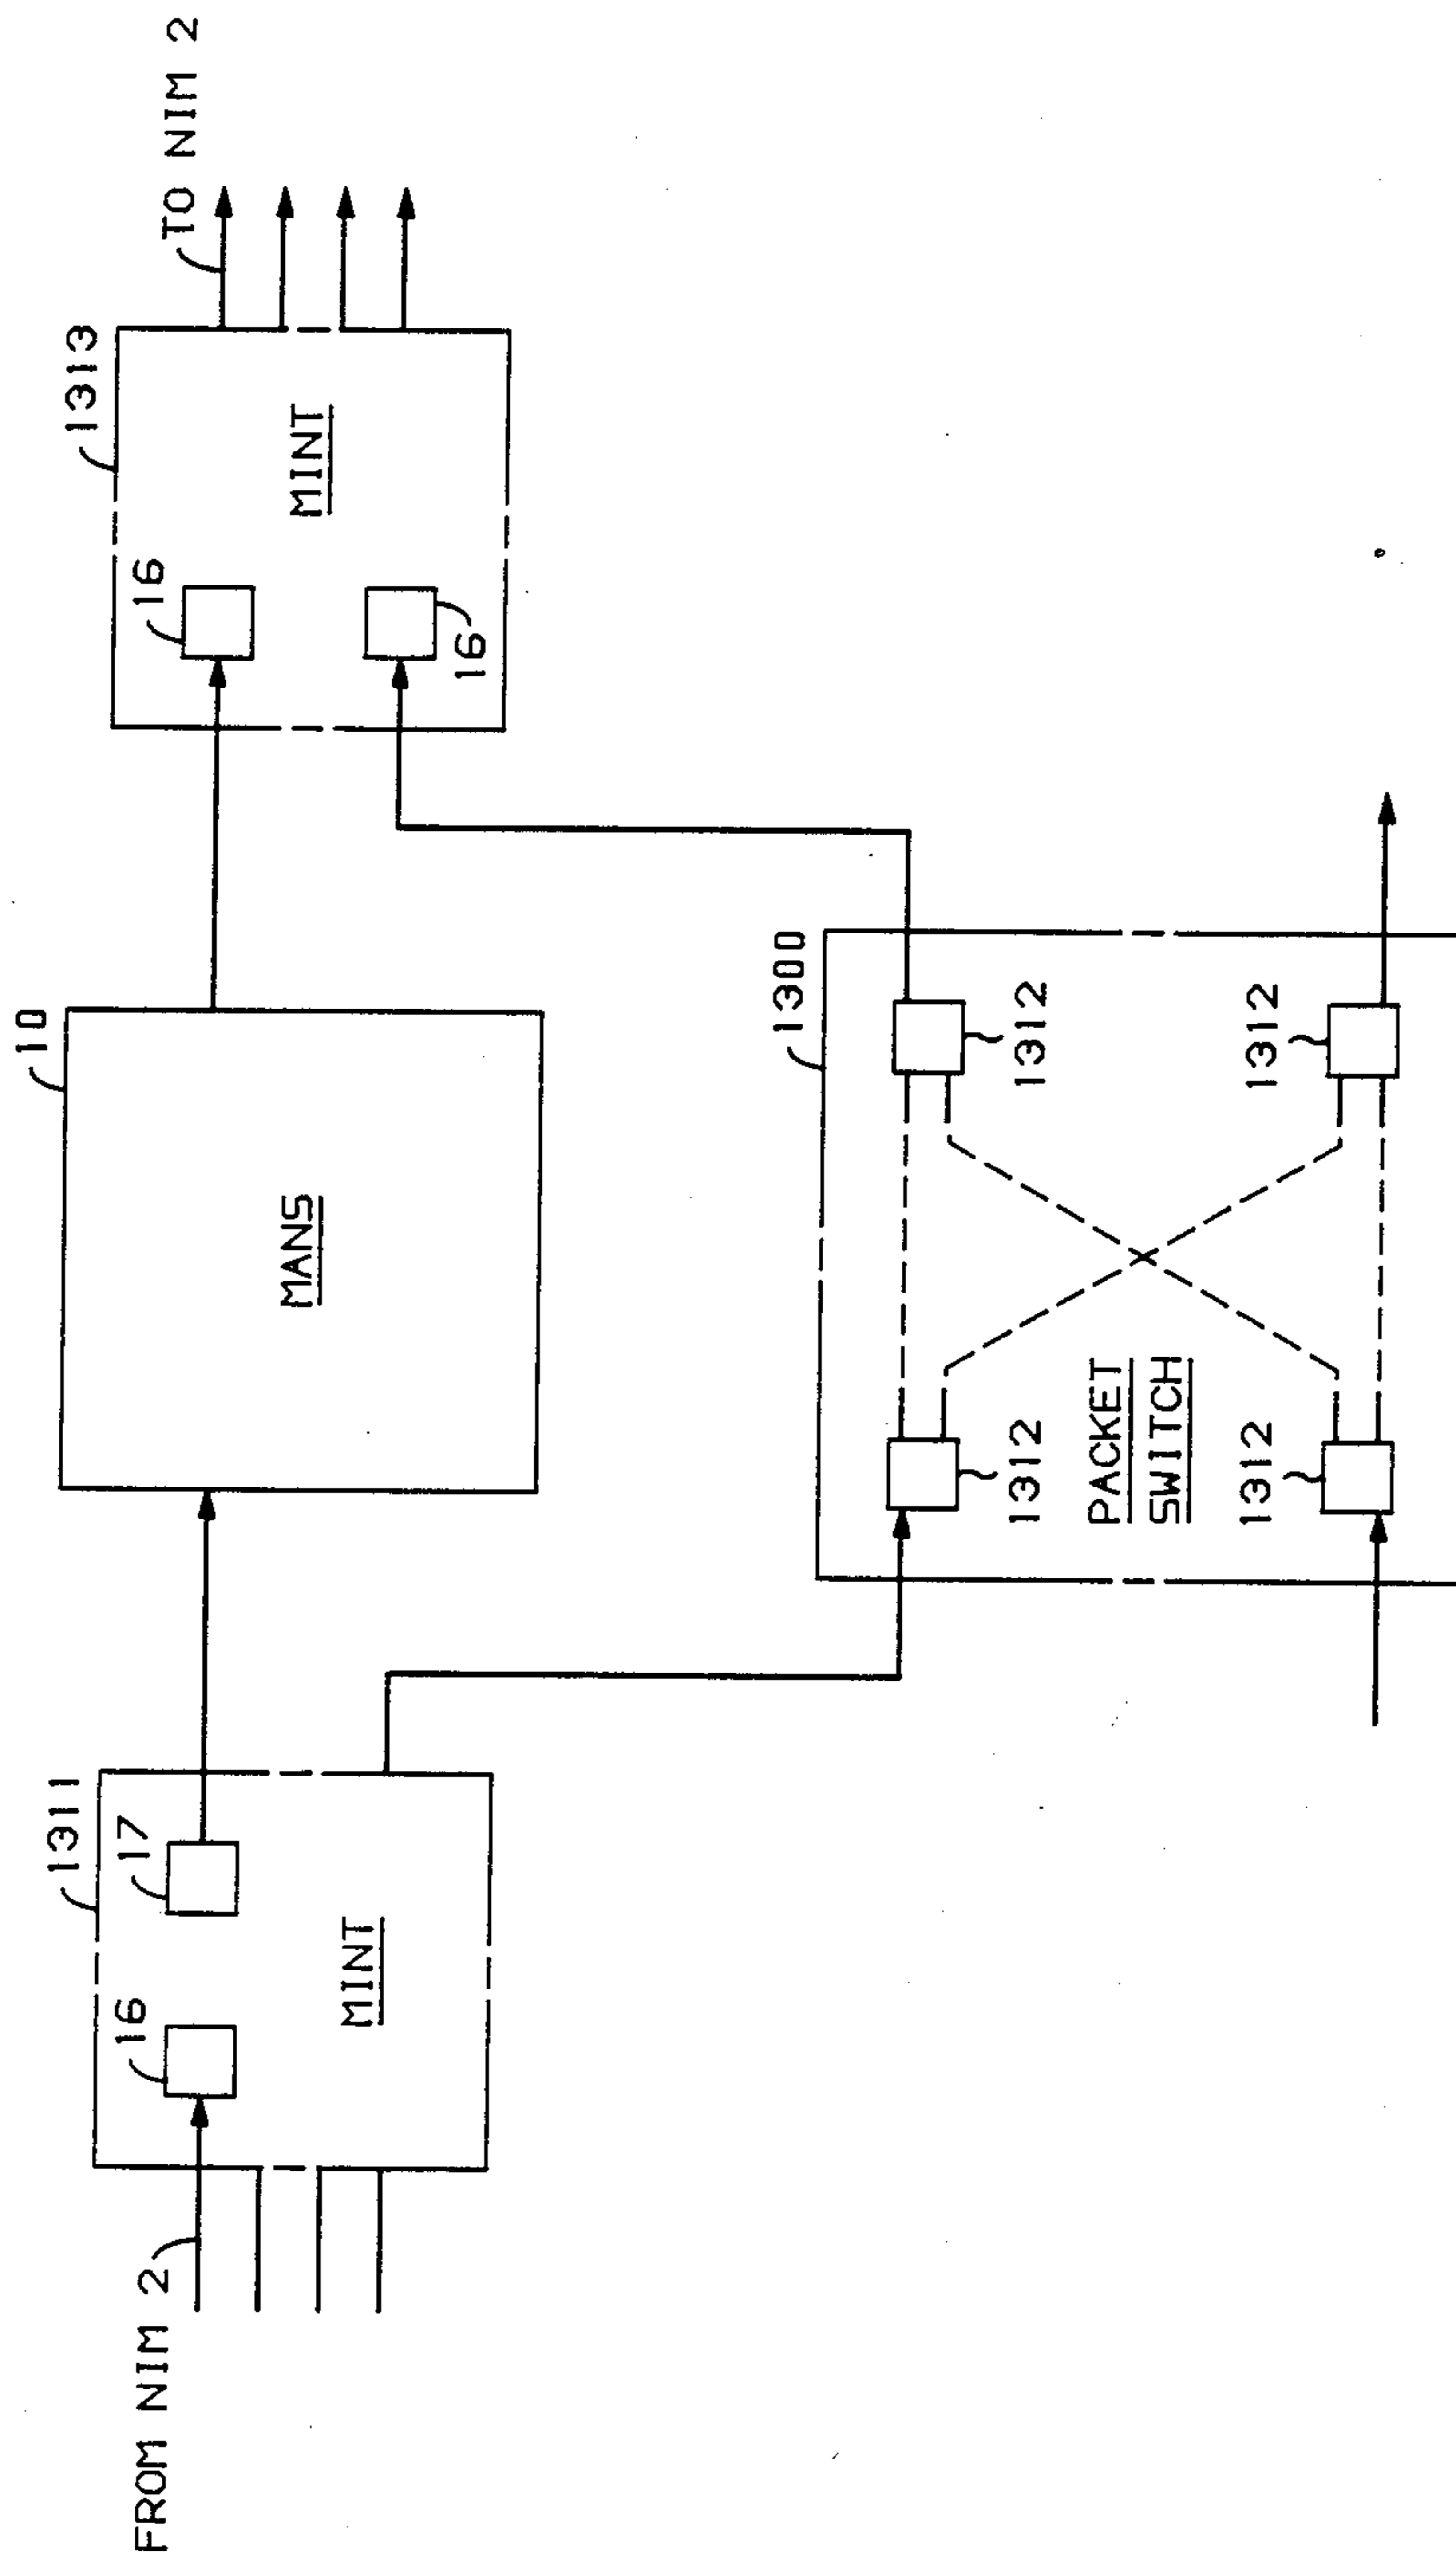 FROM NIM 2
16
1311
17
MINT
10
MANS
1313
16
16
MINT
TO NIM 2
1300
1312
1312
PACKET
SWITCH
1312
1312